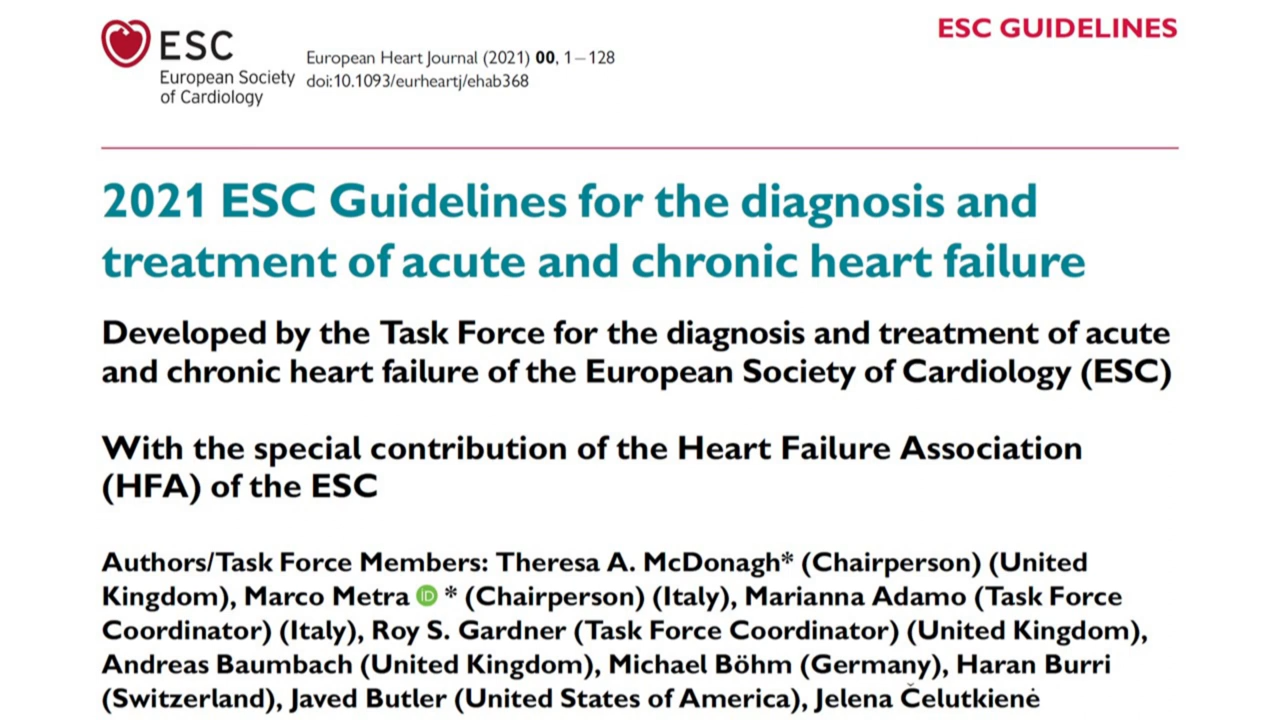 ESC
European Society
of Cardiology
European Heart Journal (2021) 00, 1–128
doi:10.1093/eurheartj/ehab368
ESC GUIDELINES
2021 ESC Guidelines for the diagnosis and
treatment of acute and chronic heart failure
Developed by the Task Force for the diagnosis and treatment of acute
and chronic heart failure of the European Society of Cardiology (ESC)
With the special contribution of the Heart Failure Association
(HFA) of the ESC
Authors/Task Force Members: Theresa A. McDonagh* (Chairperson) (United
Kingdom), Marco Metra iD * (Chairperson) (Italy), Marianna Adamo (Task Force
Coordinator) (Italy), Roy S. Gardner (Task Force Coordinator) (United Kingdom),
Andreas Baumbach (United Kingdom), Michael Böhm (Germany), Haran Burri
(Switzerland), Javed Butler (United States of America), Jelena Čelutkienė